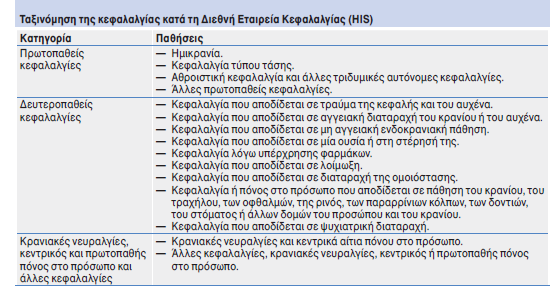 Ταξινόμηση της κεφαλαλγίας κατά τη Διεθνή Εταιρεία Κεφαλαλγίας (HIS)
Κατηγορία Παθήσεις
Πρωτοπαθείς κεφαλαλγίες
— Ημικρανία.
— Κεφαλαλγία τύπου τάσης.
— Αθροιστική κεφαλαλγία και άλλες τριδυμικές αυτόνομες κεφαλαλγίες.
— Άλλες πρωτοπαθείς κεφαλαλγίες.
Δευτεροπαθείς κεφαλαλγίες
— Κεφαλαλγία που αποδίδεται σε τραύμα της κεφαλής και του αυχένα.
— Κεφαλαλγία που αποδίδεται σε αγγειακή διαταραχή του κρανίου ή του αυχένα.
— Κεφαλαλγία που αποδίδεται σε μη αγγειακή ενδοκρανιακή πάθηση.
— Κεφαλαλγία που αποδίδεται σε μία ουσία ή στη στέρησή της.
— Κεφαλαλγία λόγω υπέρχρησης φαρμάκων.
— Κεφαλαλγία που αποδίδεται σε λοίμωξη.
— Κεφαλαλγία που αποδίδεται σε διαταραχή της ομοιόστασης.
— Κεφαλαλγία ή πόνος στο πρόσωπο που αποδίδεται σε πάθηση του κρανίου, του
τραχήλου, των οφθαλμών, της ρινός, των παραρρίνιων κόλπων, των δοντιών,
του στόματος ή άλλων δομών του προσώπου και του κρανίου.
— Κεφαλαλγία που αποδίδεται σε ψυχιατρική διαταραχή.
Κρανιακές νευραλγίες,
κεντρικός και πρωτοπαθής
πόνος στο πρόσωπο και
άλλες κεφαλαλγίες
— Κρανιακές νευραλγίες και κεντρικά αίτια πόνου στο πρόσωπο.
— Άλλες κεφαλαλγίες, κρανιακές νευραλγίες, κεντρικός ή πρωτοπαθής πόνος
στο πρόσωπο.